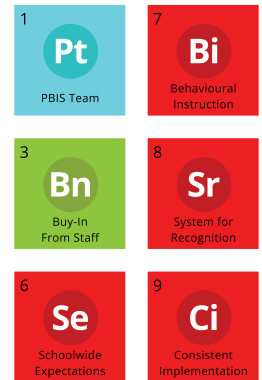 1
Pt
PBIS Team
7
Bi
Behavioural
Instruction
3
Bn
Buy-In
From Staff
8
Sr
System for
Recognition
6
Se
Schoolwide
Expectations
9
Ci
Consistent
Implementation